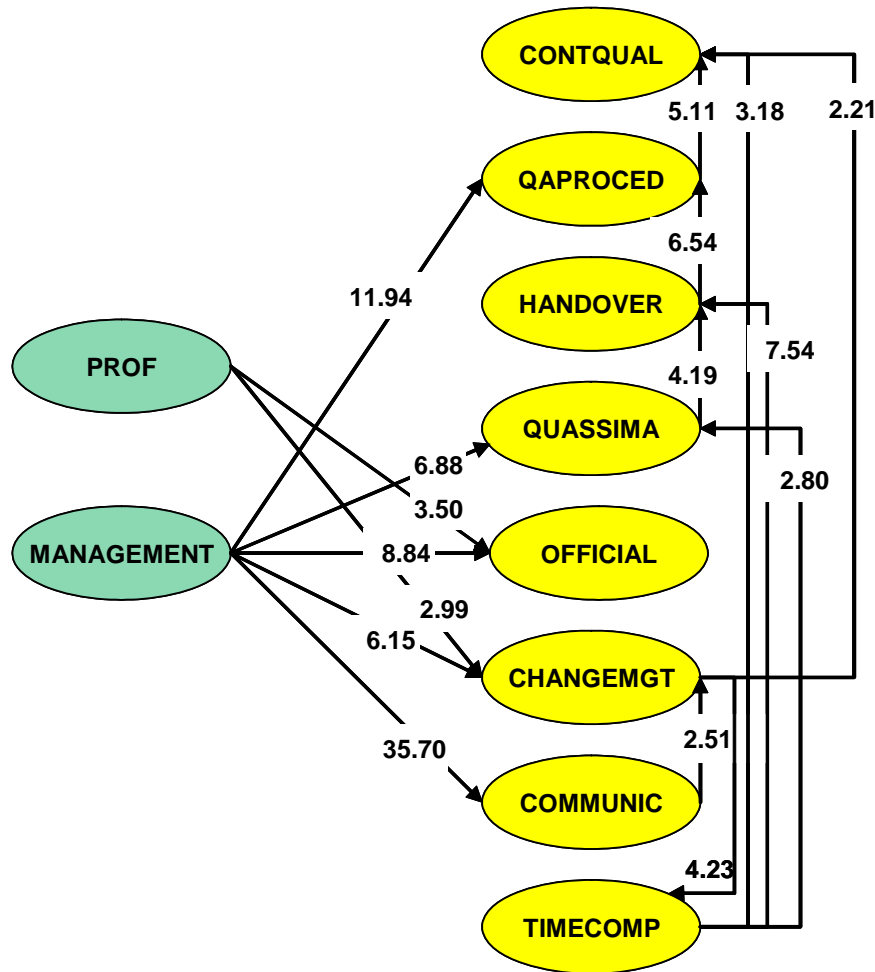 CONTQUAL
5.11
3.18
2.21
QAPROCED
6.54
11.94
HANDOVER
7.54
PROF
4.19
QUASSIMA
6.88
2.80
3.50
MANAGEMENT
8.84
OFFICIAL
2.99
6.15
CHANGEMGT
2.51
35.70
COMMUNIC
4.23
TIMECOMP